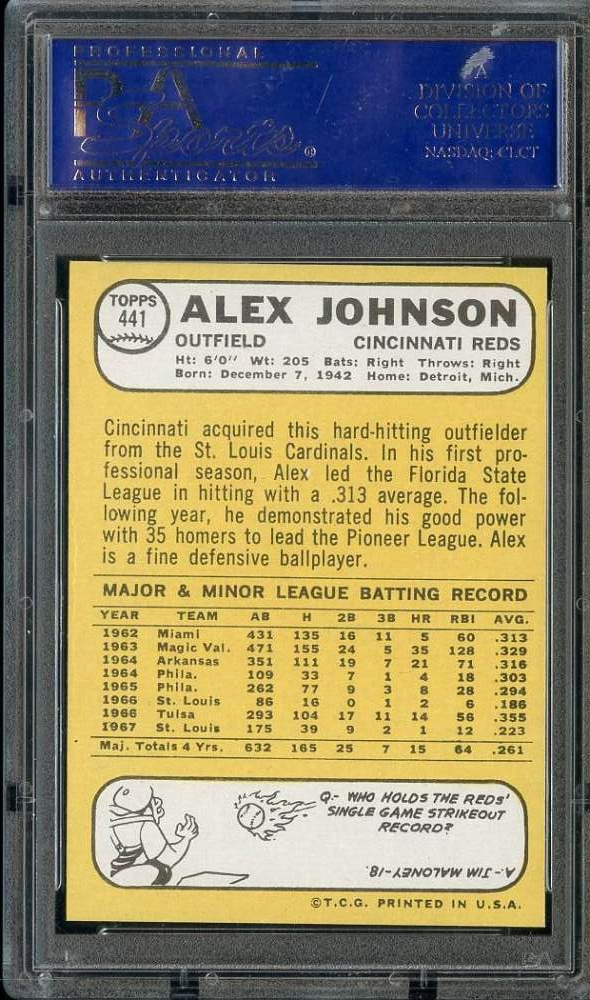 PROFESSIONAL
PSA
Sports®
AUTHENTICATOR
A
DIVISION OF
COLLECTORS
UNIVERSE
NASDAQ: CLCT
TOPPS
441
ALEX JOHNSON
OUTFIELD CINCINNATI REDS
Ht: 6'0" Wt: 205 Bats: Right Throws: Right
Born: December 7, 1942 Home: Detroit, Mich.
Cincinnati acquired this hard-hitting outfielder
from the St. Louis Cardinals. In his first pro-
fessional season, Alex led the Florida State
League in hitting with a .313 average. The fol-
lowing year, he demonstrated his good power
with 35 homers to lead the Pioneer League. Alex
is a fine defensive ballplayer.
MAJOR & MINOR LEAGUE BATTING RECORD
YEAR TEAM AB H 2B 3B HR RBI AVG.
1962 Miami 431 135 16 11 5 60 .313
1963 Magic Val. 471 155 24 5 35 128 .329
1964 Arkansas 351 111 19 7 21 71 .316
1964 Phila. 109 33 7 1 4 18 .303
1965 Phila. 262 77 9 3 8 28 .294
1966 St. Louis 86 16 0 1 2 6 .186
1966 Tulsa 293 104 17 11 14 56 .355
1967 St. Louis 175 39 9 2 1 12 .223
Maj. Totals 4 Yrs. 632 165 25 7 15 64 .261
Q.- WHO HOLDS THE REDS'
SINGLE GAME STRIKEOUT
RECORD?
A.- JIM MALONEY-18.
©T.C.G. PRINTED IN U.S.A.